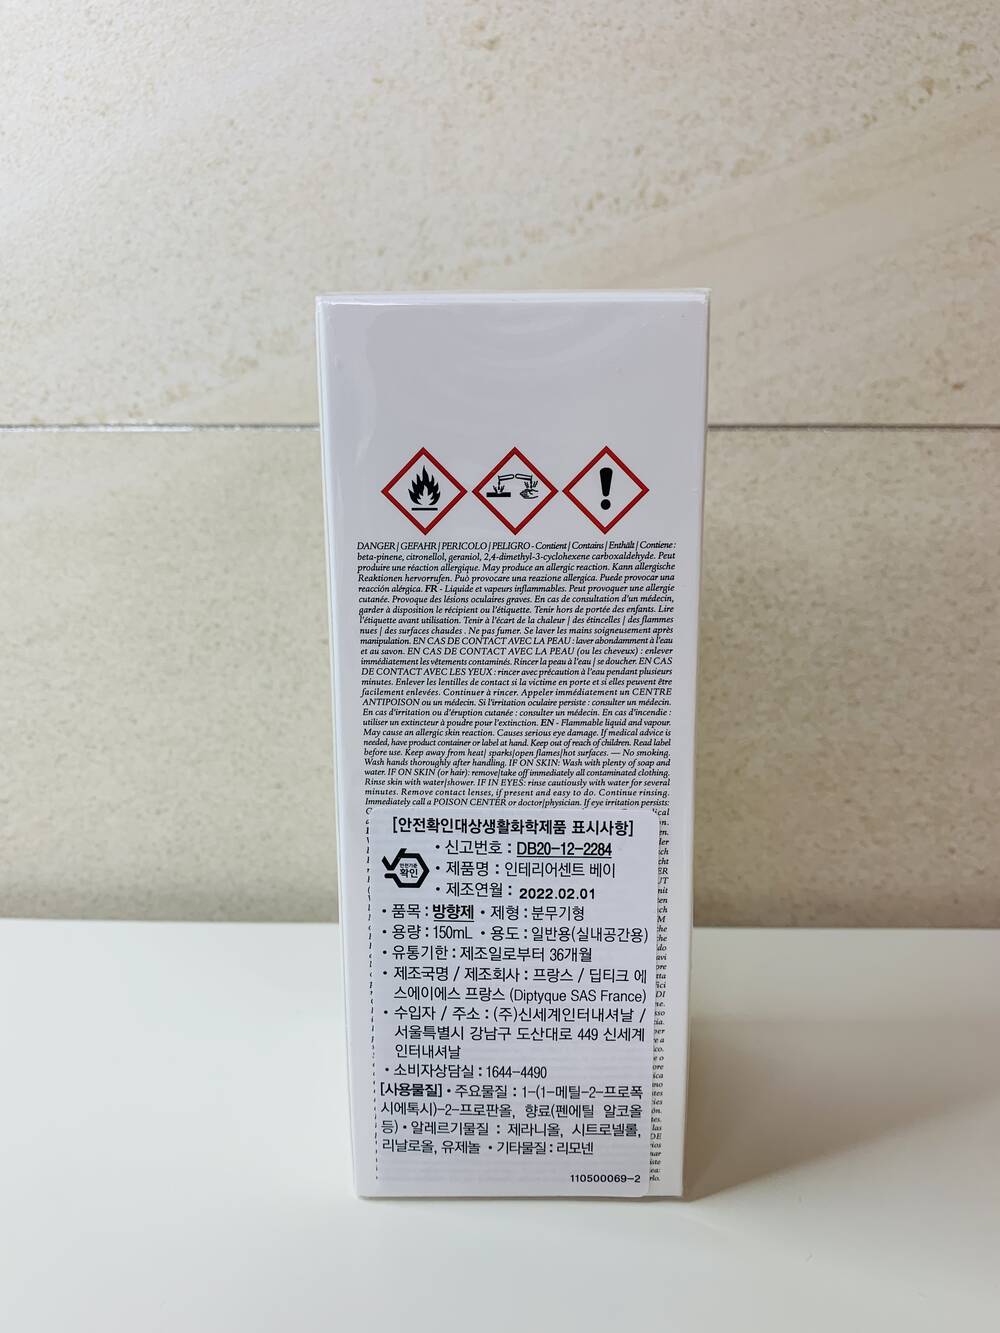 DANGER | GEFAHR | PERICOLO | PELIGRO - Contient | Contains | Enthält | Contiene :
beta-pinene, citronellol, geraniol, 2,4-dimethyl-3-cyclohexene carboxaldehyde. Peut
produire une réaction allergique. May produce an allergic reaction. Kann allergische
Reaktionen hervorrufen. Può provocare una reazione allergica. Puede provocar una
reacción alérgica. FR - Liquide et vapeurs inflammables. Peut provoquer une allergie
cutanée. Provoque des lésions oculaires graves. En cas de consultation d'un médecin,
garder à disposition le récipient ou l'étiquette. Tenir hors de portée des enfants. Lire
l'étiquette avant utilisation. Tenir à l'écart de la chaleur | des étincelles | des flammes
nues | des surfaces chaudes . Ne pas fumer. Se laver les mains soigneusement après
manipulation. EN CAS DE CONTACT AVEC LA PEAU : laver abondamment à l'eau
et au savon. EN CAS DE CONTACT AVEC LA PEAU (ou les cheveux) : enlever
immédiatement les vêtements contaminés. Rincer la peau à l'eau | se doucher. EN CAS
DE CONTACT AVEC LES YEUX : rincer avec précaution à l'eau pendant plusieurs
minutes. Enlever les lentilles de contact si la victime en porte et si elles peuvent être
facilement enlevées. Continuer à rincer. Appeler immédiatement un CENTRE
ANTIPOISON ou un médecin. Si l'irritation oculaire persiste : consulter un médecin.
En cas d'irritation ou d'éruption cutanée : consulter un médecin. En cas d'incendie :
utiliser un extincteur à poudre pour l'extinction. EN - Flammable liquid and vapour.
May cause an allergic skin reaction. Causes serious eye damage. If medical advice is
needed, have product container or label at hand. Keep out of reach of children. Read label
before use. Keep away from heat| sparks|open flames|hot surfaces. — No smoking.
Wash hands thoroughly after handling. IF ON SKIN: Wash with plenty of soap and
water. IF ON SKIN (or hair): remove|take off immediately all contaminated clothing.
Rinse skin with water|shower. IF IN EYES: rinse cautiously with water for several
minutes. Remove contact lenses, if present and easy to do. Continue rinsing.
Immediately call a POISON CENTER or doctor|physician. If eye irritation persists:
[안전확인대상생활화학제품 표시사항]
• 신고번호 : DB20-12-2284
안전기준
확인
• 제품명 : 인테리어센트 베이
• 제조연월 : 2022.02.01
• 품목 : 방향제 • 제형 : 분무기형
• 용량 : 150mL • 용도 : 일반용(실내공간용)
• 유통기한 : 제조일로부터 36개월
• 제조국명 / 제조회사 : 프랑스 / 딥티크 에
스에이에스 프랑스 (Diptyque SAS France)
• 수입자 / 주소 : (주)신세계인터내셔날 /
서울특별시 강남구 도산대로 449 신세계
인터내셔날
• 소비자상담실 : 1644-4490
[사용물질] • 주요물질 : 1-(1-메틸-2-프로폭
시에톡시)-2-프로판올, 향료(펜에틸 알코올
등) • 알레르기물질 : 제라니올, 시트로넬롤,
리날로올, 유제놀 • 기타물질 : 리모넨
110500069-2